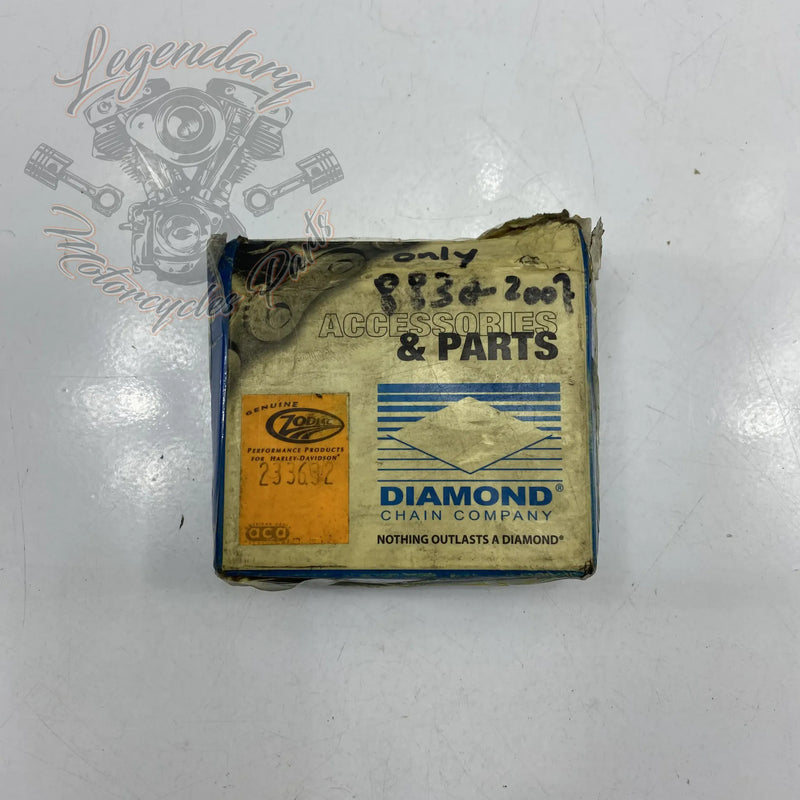 Legendary
Motorcycles Parts
only
883 & 2007
ACCESSORIES
& PARTS
GENUINE
ZODIAC
PERFORMANCE PRODUCTS
FOR HARLEY-DAVIDSON®
233692
aca
DIAMOND®
CHAIN COMPANY
NOTHING OUTLASTS A DIAMOND®